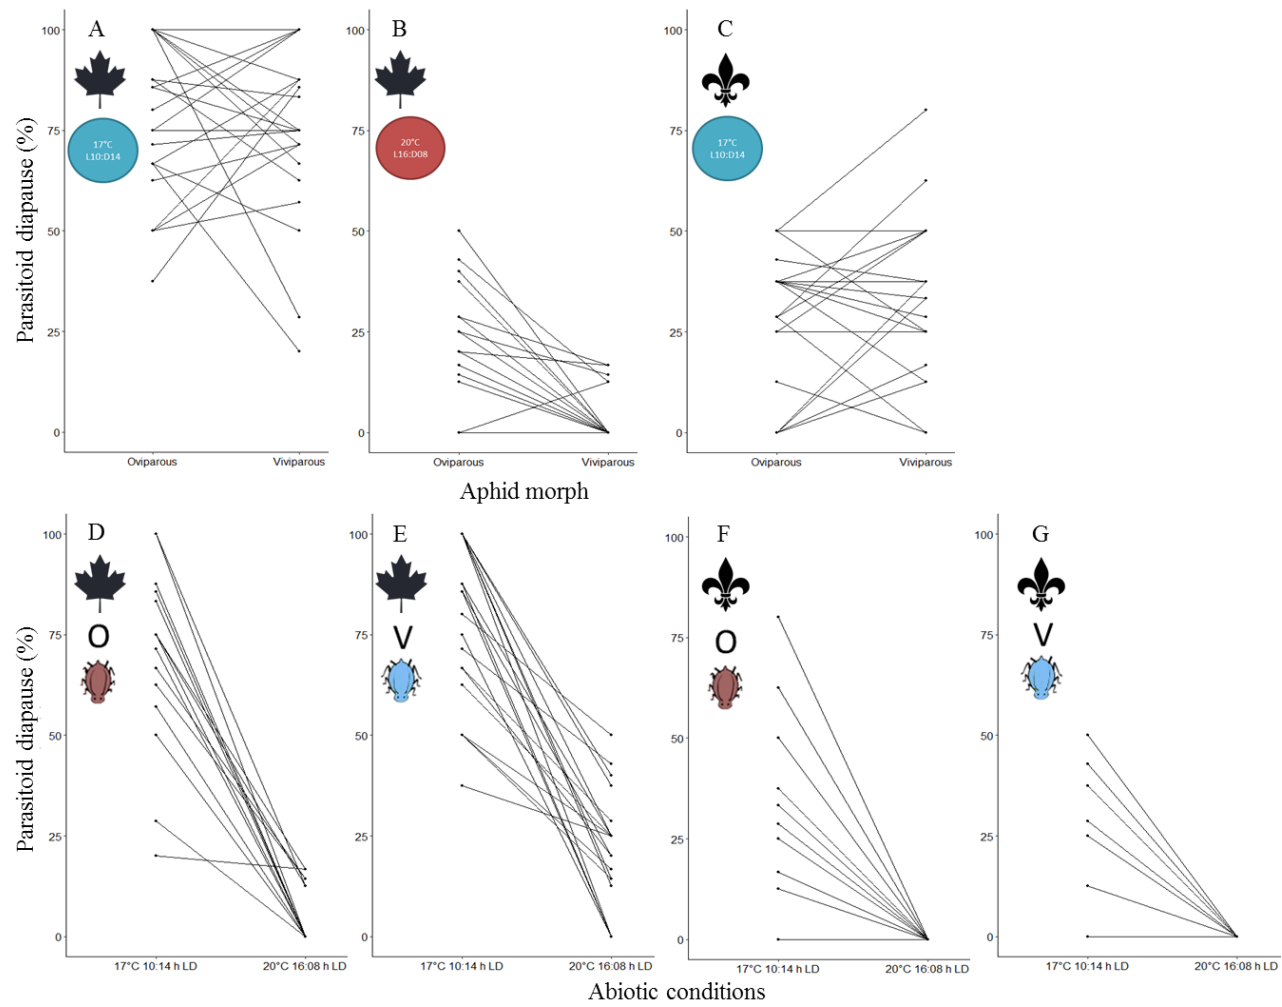 A
B
C
100
75
50
25
0
Parasitoid diapause (%)
17°C
L10:D14
Oviparous
Viviparous
100
75
50
25
0
20°C
L16:D08
Oviparous
Viviparous
100
75
50
25
0
17°C
L10:D14
Oviparous
Viviparous
Aphid morph
D
E
F
G
100
75
50
25
0
Parasitoid diapause (%)
O
17°C 10:14 h LD
20°C 16:08 h LD
100
75
50
25
0
V
17°C 10:14 h LD
20°C 16:08 h LD
100
75
50
25
0
O
17°C 10:14 h LD
20°C 16:08 h LD
100
75
50
25
0
V
17°C 10:14 h LD
20°C 16:08 h LD
Abiotic conditions